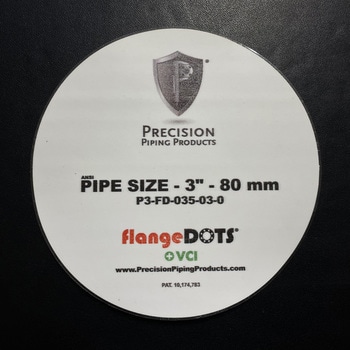 P
PRECISION
PIPING PRODUCTS
ANSI
PIPE SIZE - 3" - 80 mm
P3-FD-035-03-0
flangeDOTS®
+VCI
www.PrecisionPipingProducts.com
PAT. 10,174,783